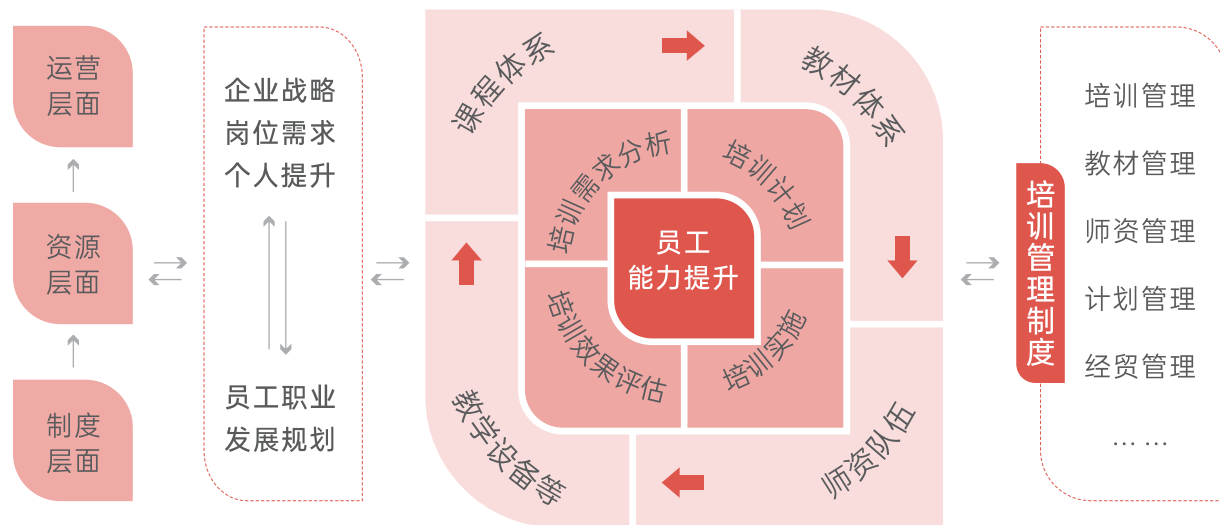 运营
层面
资源
层面
制度
层面
企业战略
岗位需求
个人提升
员工职业
发展规划
课程体系
教材体系
师资队伍
教学设备等
培训需求分析
培训计划
培训实施
培训效果评估
员工
能力提升
培训管理制度
培训管理
教材管理
师资管理
计划管理
经贸管理
… …